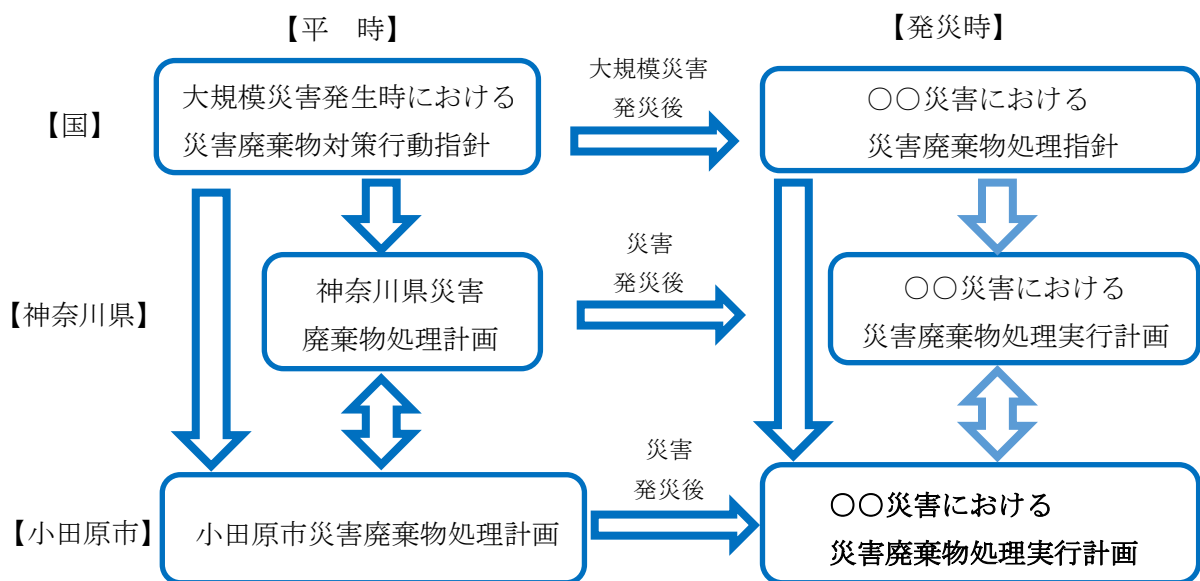 【平　時】
【発災時】
【国】
大規模災害発生時における
災害廃棄物対策行動指針
大規模災害
発災後
〇〇災害における
災害廃棄物処理指針
【神奈川県】
神奈川県災害
廃棄物処理計画
災害
発災後
〇〇災害における
災害廃棄物処理実行計画
【小田原市】
小田原市災害廃棄物処理計画
災害
発災後
〇〇災害における
災害廃棄物処理実行計画